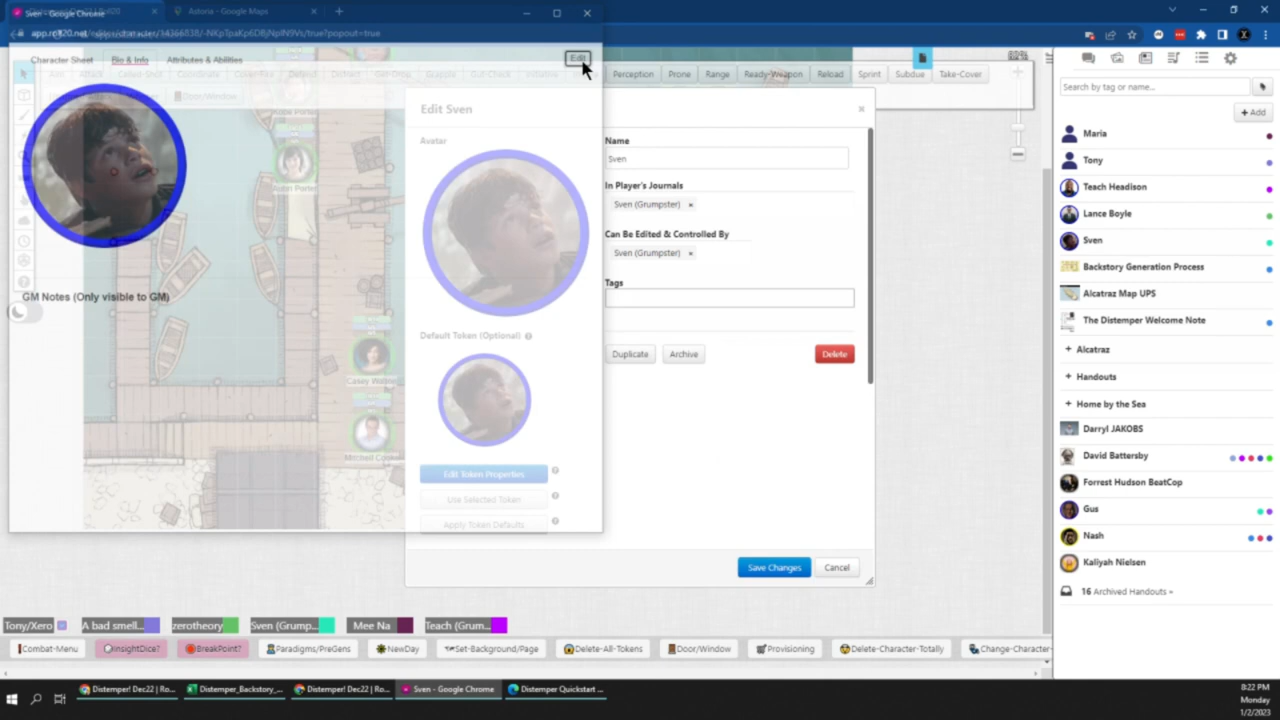 Sven - Google Chrome
Astoria - Google Maps
Character Sheet
Bio & Info
Attributes & Abilities
Edit
Perception
Prone
Range
Ready-Weapon
Reload
Sprint
Subdue
Take-Cover
Door/Window
Edit Sven
Avatar
Name
Sven
In Player's Journals
Sven (Grumpster)
Can Be Edited & Controlled By
Sven (Grumpster)
Tags
Default Token (Optional)
Duplicate
Archive
Delete
Edit Token Properties
Use Selected Token
Apply Token Defaults
Save Changes
Cancel
GM Notes (Only visible to GM)
Search by tag or name...
+ Add
Maria
Tony
Teach Headison
Lance Boyle
Sven
Backstory Generation Process
Alcatraz Map UPS
The Distemper Welcome Note
+ Alcatraz
+ Handouts
+ Home by the Sea
Darryl JAKOBS
David Battersby
Forrest Hudson BeatCop
Gus
Nash
Kaliyah Nielsen
16 Archived Handouts »
Tony/Xero
A bad smell...
zerotheory
Sven (Grump...
Mee Na
Teach (Grum...
Combat-Menu
InsightDice?
BreakPoint?
Paradigms/PreGens
NewDay
Set-Background/Page
Delete-All-Tokens
Door/Window
Provisioning
Delete-Character-Totally
Change-Character-
Distemper! Dec22 | Ro...
Distemper_Backstory_...
Distemper! Dec22 | Ro...
Sven - Google Chrome
Distemper Quickstart ...
8:22 PM
Monday
1/2/2023